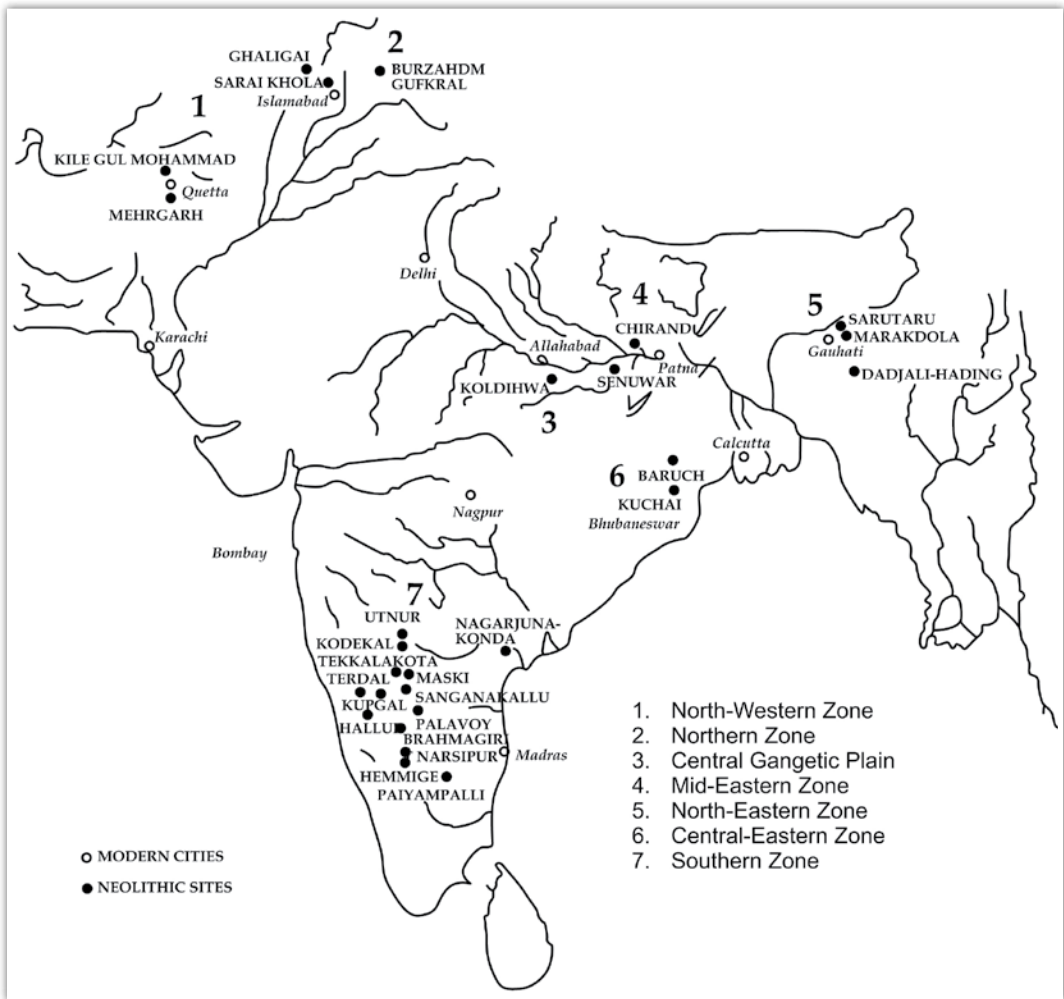 2
GHALIGAI
BURZAHDM
SARAI KHOLA
GUFKRAL
Islamabad
1
KILE GUL MOHAMMAD
Quetta
MEHRGARH
Delhi
4
5
SARUTARU
CHIRAND
MARAKDOLA
Karachi
Allahabad
Gauhati
Patna
DADJALI-HADING
KOLDIHWA
SENUWAR
3
Calcutta
6
BARUCH
Nagpur
KUCHAI
Bhubaneswar
Bombay
7
UTNUR
NAGARJUNA-
KONDA
KODEKAL
TEKKALAKOTA
TERDAL
MASKI
SANGANAKALLU
KUPGAL
HALLUR
PALAVOY
BRAHMAGIRI
NARSIPUR
Madras
HEMMIGE
PAIYAMPALLI
1. North-Western Zone
2. Northern Zone
3. Central Gangetic Plain
4. Mid-Eastern Zone
5. North-Eastern Zone
6. Central-Eastern Zone
7. Southern Zone
MODERN CITIES
NEOLITHIC SITES